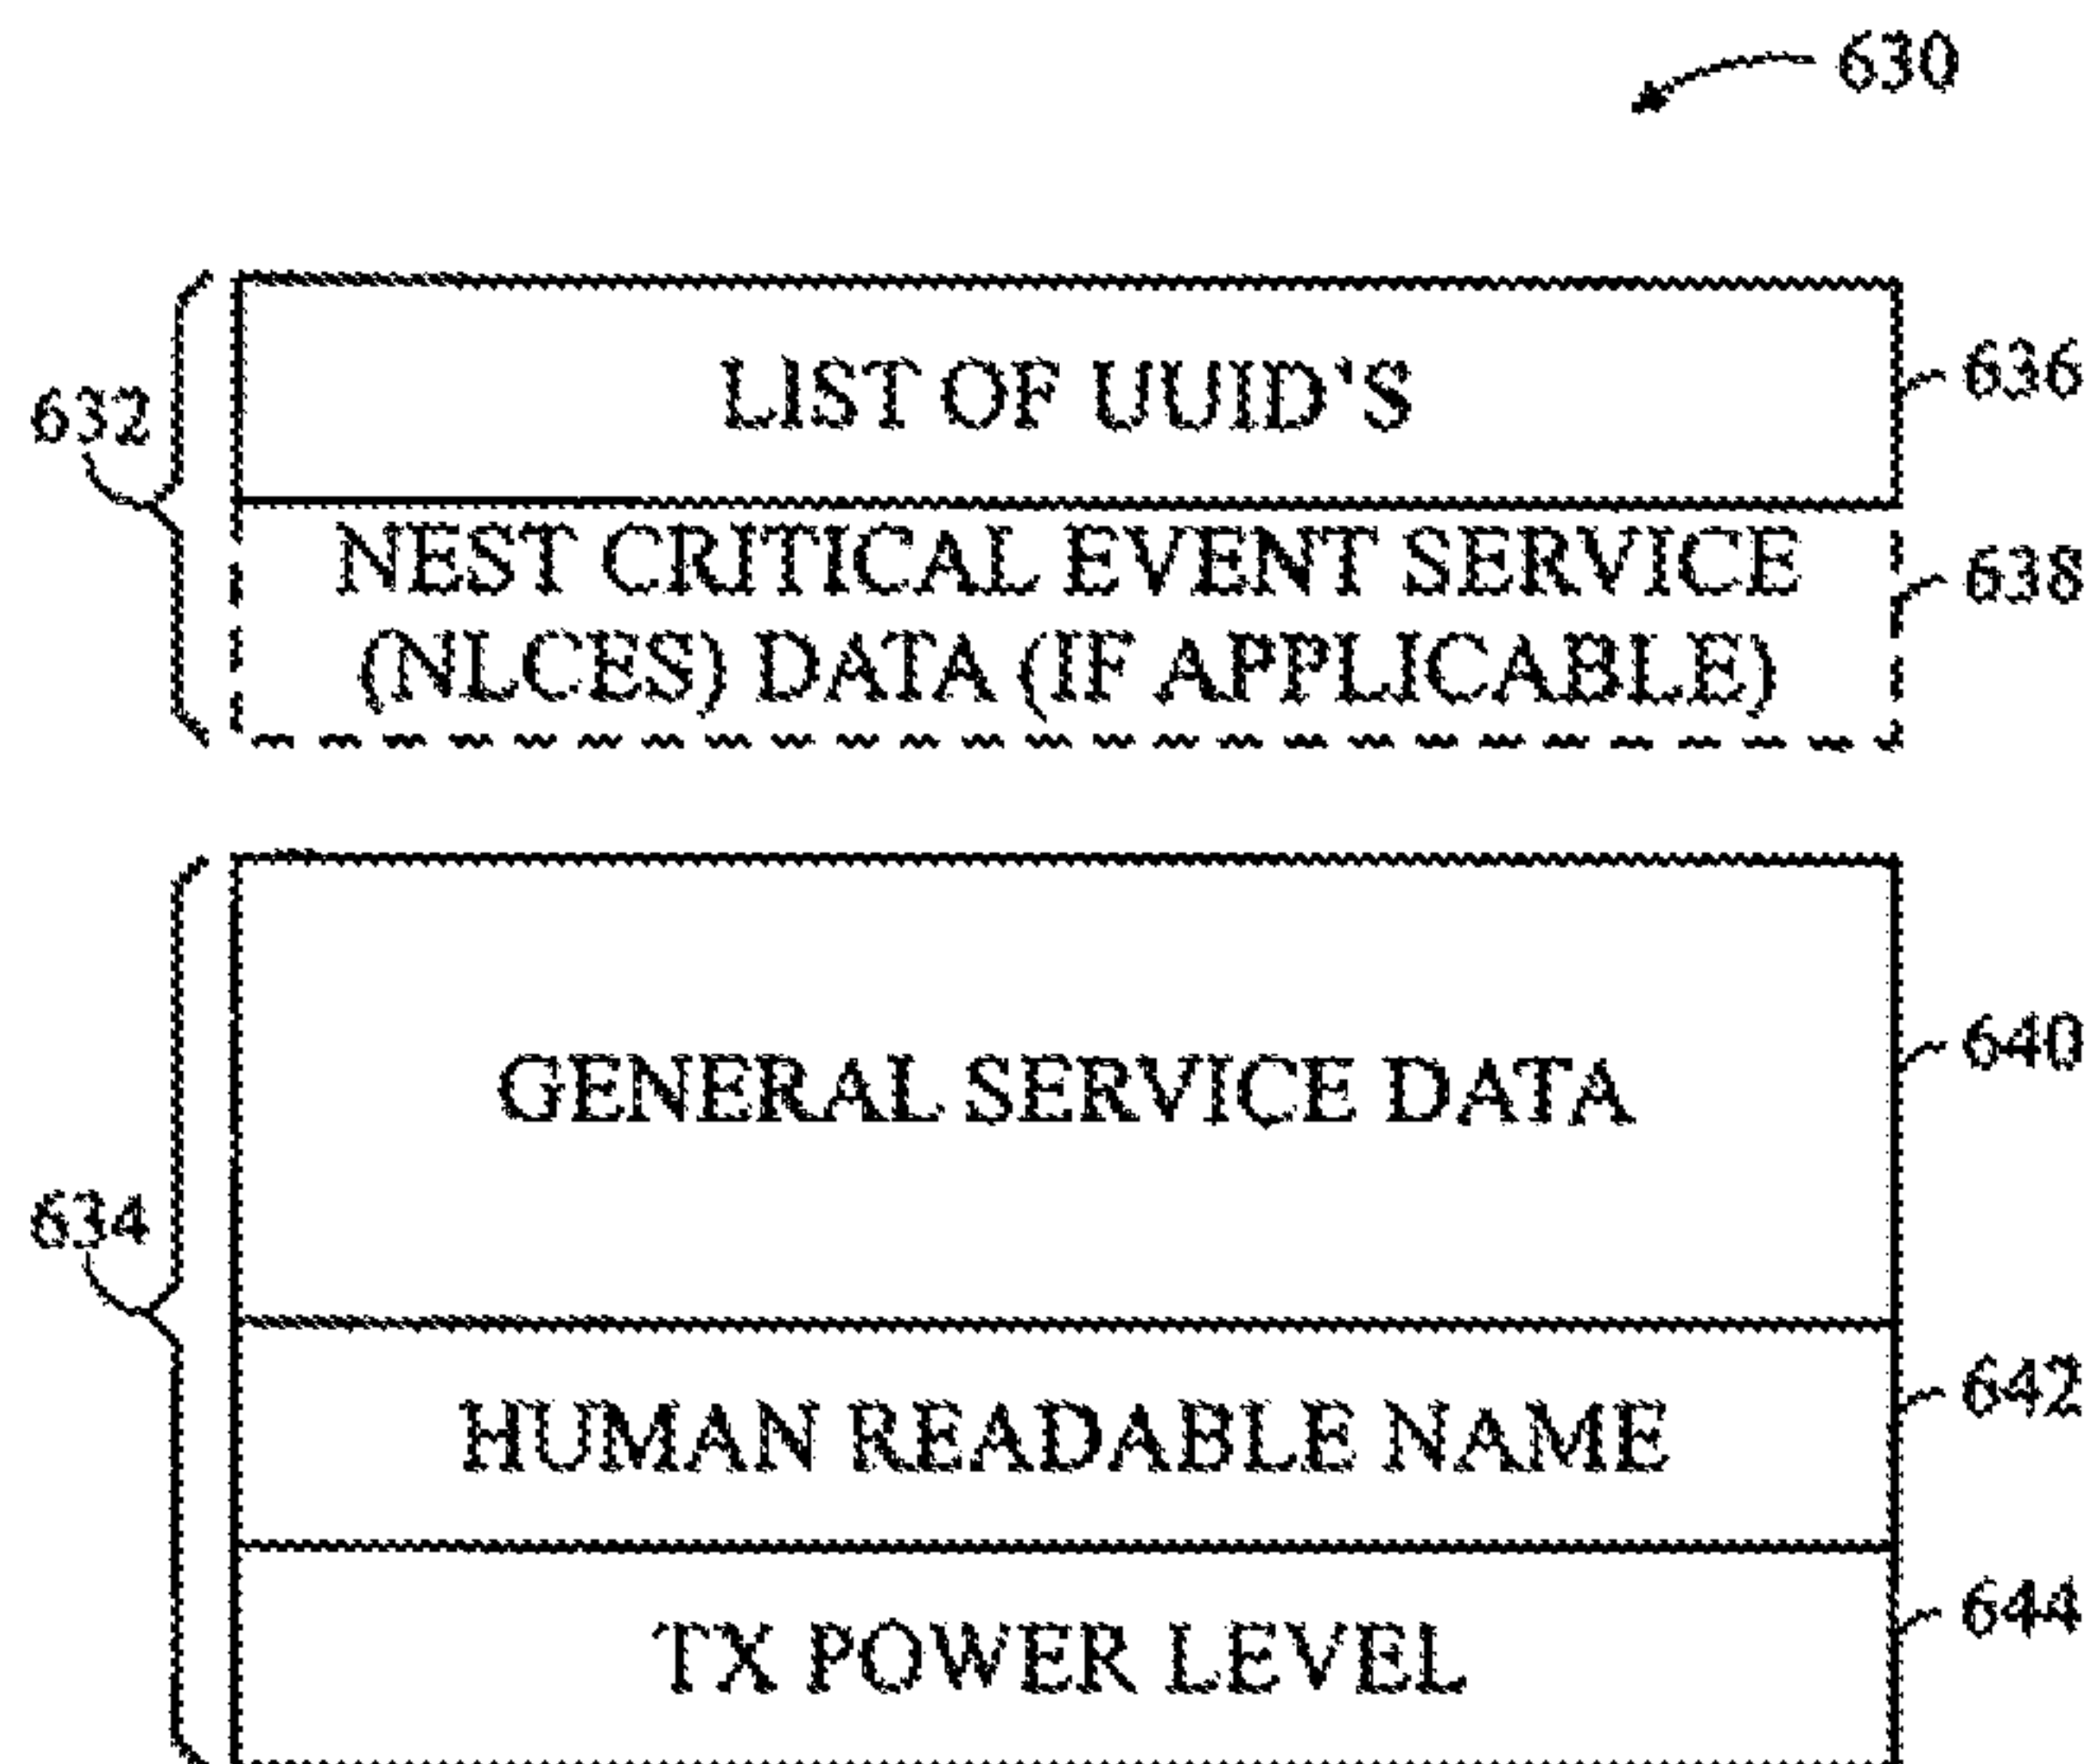 630
LIST OF UUID'S
636
632
NEST CRITICAL EVENT SERVICE
638
(NLCES) DATA (IF APPLICABLE)
GENERAL SERVICE DATA
640
634
HUMAN READABLE NAME
642
TX POWER LEVEL
644